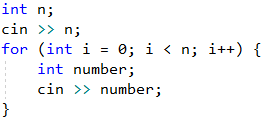 int n;
cin >> n;
for (int i = 0; i < n; i++) {
    int number;
    cin >> number;
}